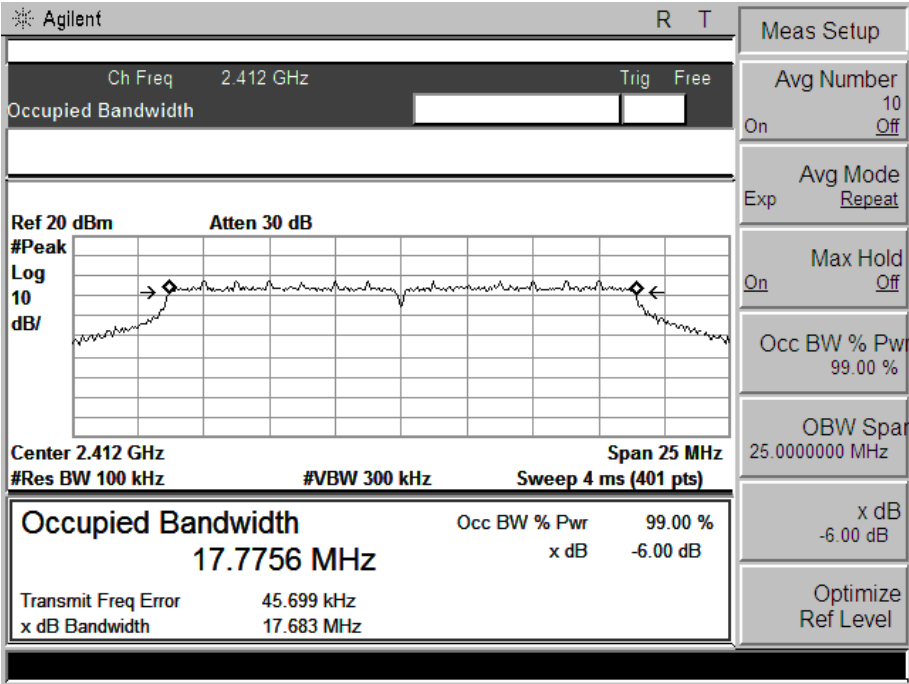 Agilent R T
Ch Freq 2.412 GHz Trig Free
Occupied Bandwidth
Ref 20 dBm Atten 30 dB
#Peak
Log
10
dB/
Center 2.412 GHz Span 25 MHz
#Res BW 100 kHz #VBW 300 kHz Sweep 4 ms (401 pts)
Occupied Bandwidth Occ BW % Pwr 99.00 %
17.7756 MHz x dB -6.00 dB
Transmit Freq Error 45.699 kHz
x dB Bandwidth 17.683 MHz
Meas Setup
Avg Number
10
On Off
Avg Mode
Exp Repeat
Max Hold
On Off
Occ BW % Pwr
99.00 %
OBW Spar
25.0000000 MHz
x dB
-6.00 dB
Optimize
Ref Level